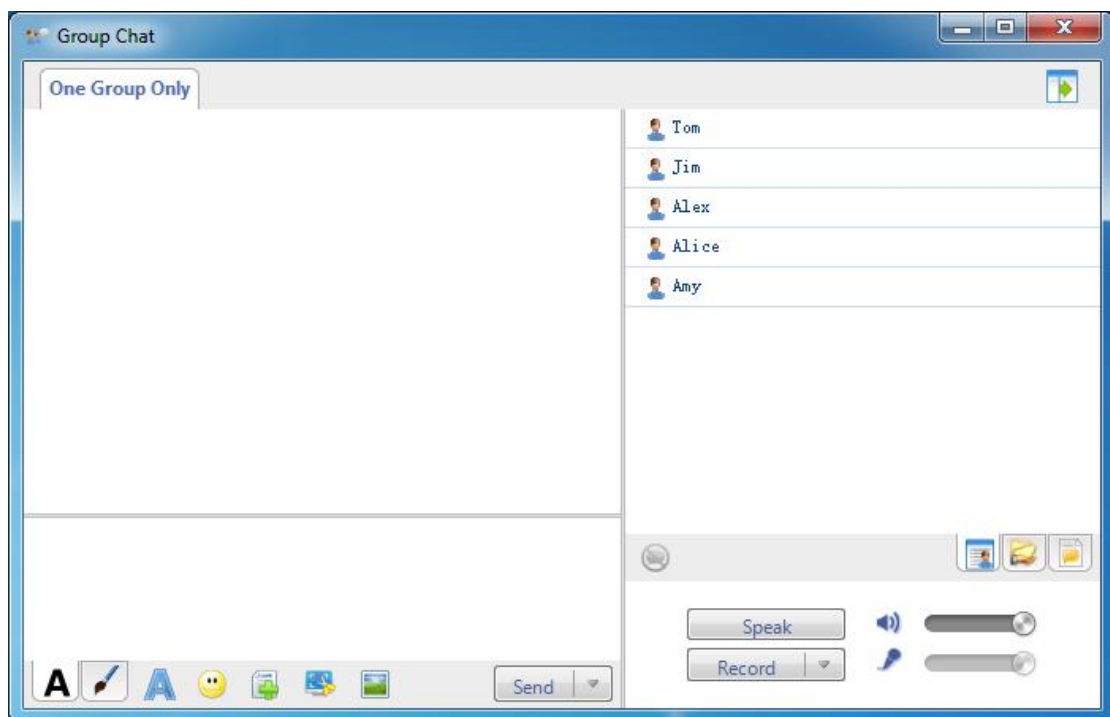 Group Chat
One Group Only
Tom
Jim
Alex
Alice
Amy
Speak
Record
A A
Send